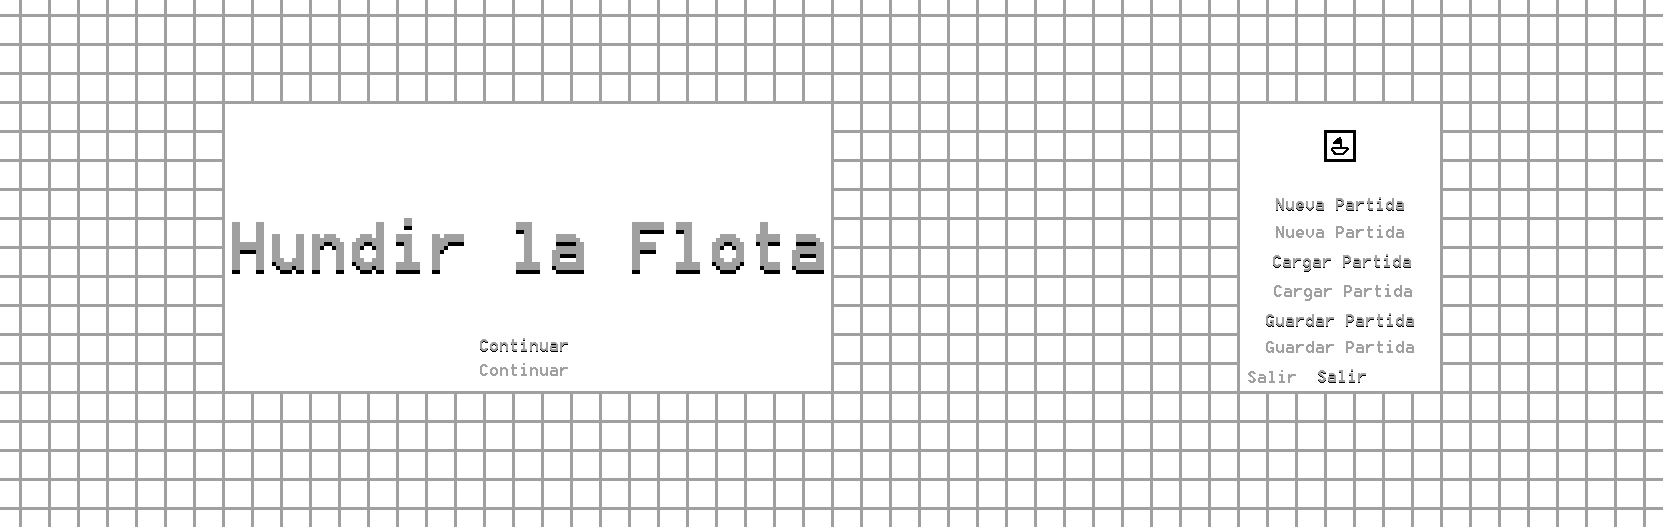 Hundir la Flota
Continuar
Continuar
Nueva Partida
Nueva Partida
Cargar Partida
Cargar Partida
Guardar Partida
Guardar Partida
Salir Salir